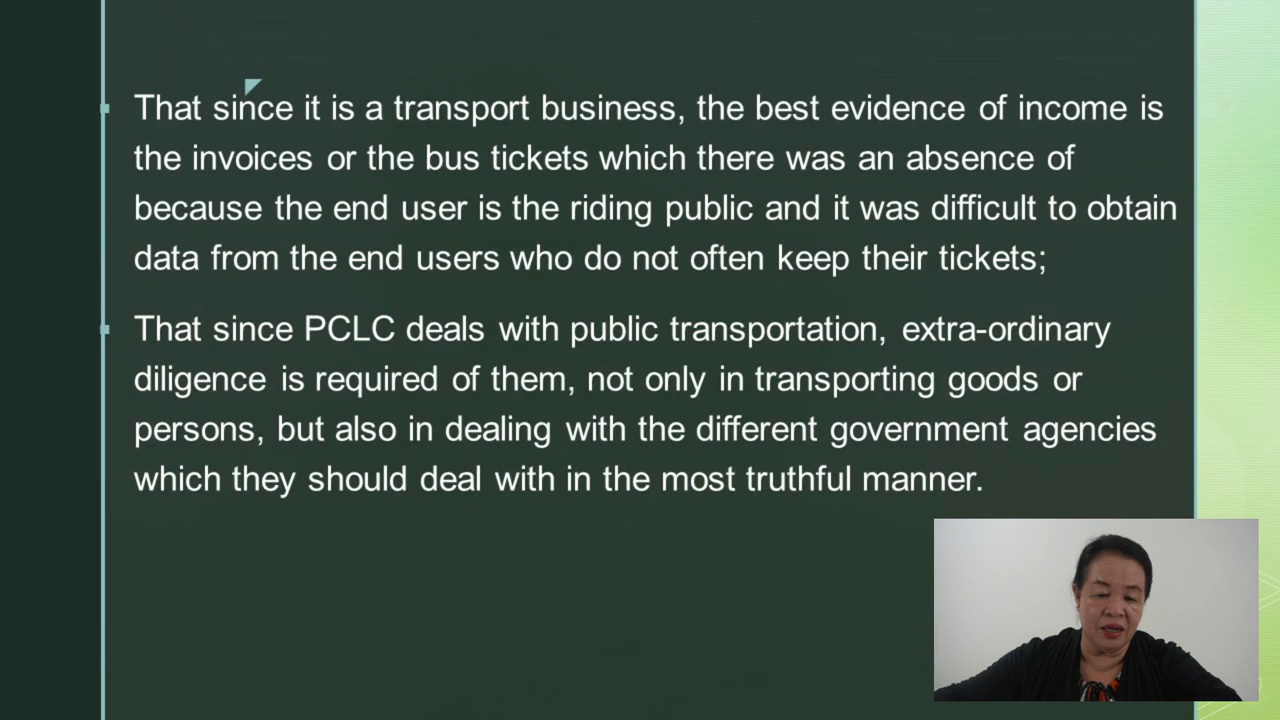 That since it is a transport business, the best evidence of income is
the invoices or the bus tickets which there was an absence of
because the end user is the riding public and it was difficult to obtain
data from the end users who do not often keep their tickets;
That since PCLC deals with public transportation, extra-ordinary
diligence is required of them, not only in transporting goods or
persons, but also in dealing with the different government agencies
which they should deal with in the most truthful manner.